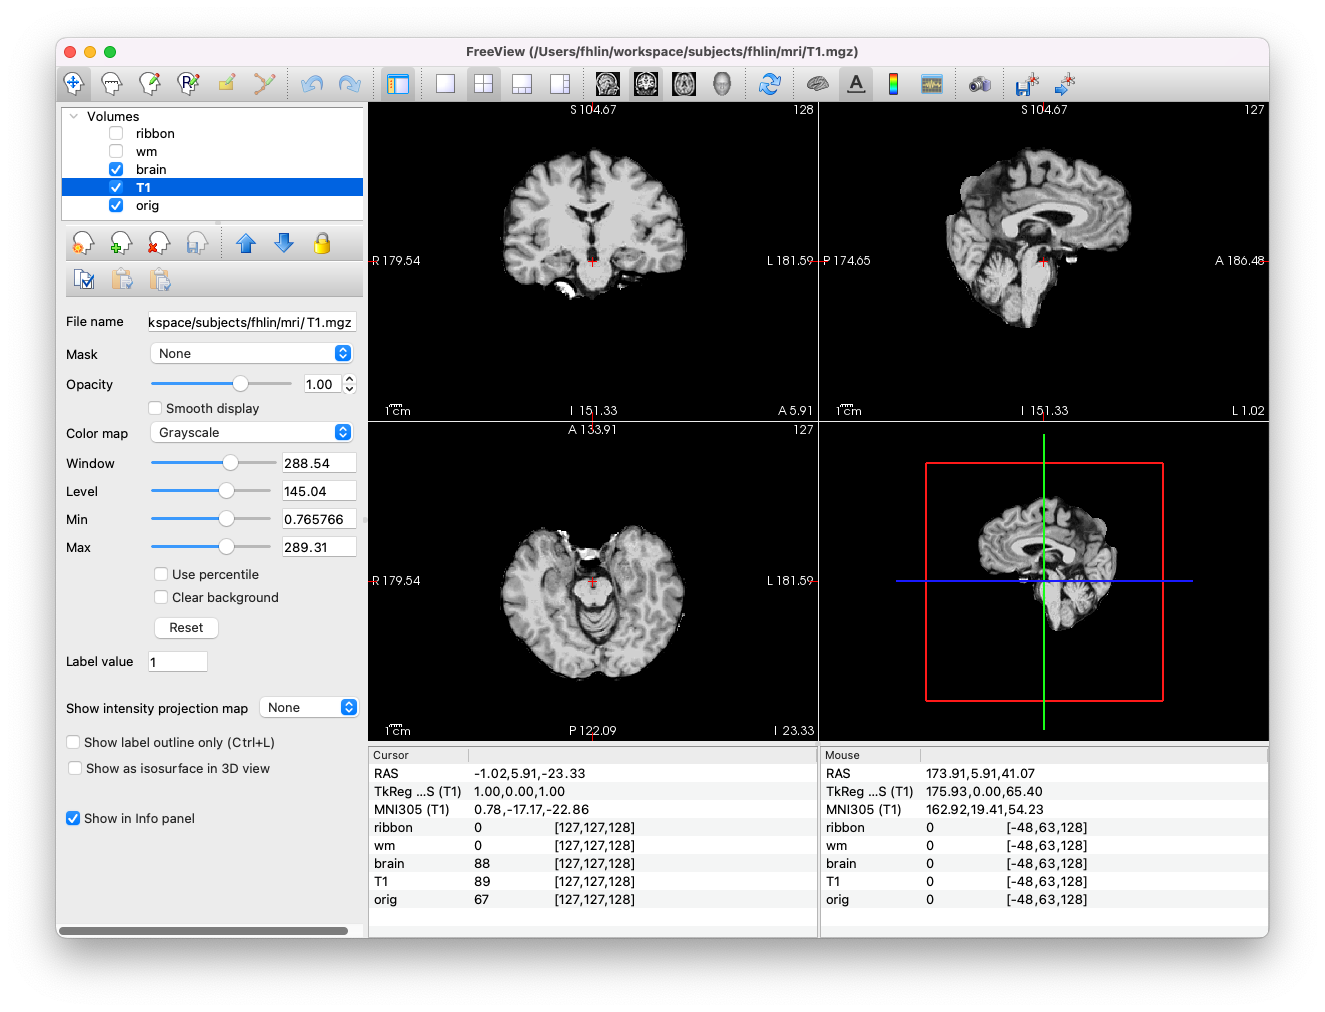 FreeView (/Users/fhlin/workspace/subjects/fhlin/mri/T1.mgz)
R
A
Volumes
ribbon
wm
brain
T1
orig
File name kspace/subjects/fhlin/mri/T1.mgz
Mask None
Opacity 1.00
Smooth display
Color map Grayscale
Window 288.54
Level 145.04
Min 0.765766
Max 289.31
Use percentile
Clear background
Reset
Label value 1
Show intensity projection map None
Show label outline only (Ctrl+L)
Show as isosurface in 3D view
Show in Info panel
S 104.67 128
R 179.54 L 181.59
1 cm I 151.33 A 5.91
S 104.67 127
P 174.65 A 186.48
1 cm I 151.33 L 1.02
A 133.91 127
R 179.54 L 181.59
1 cm P 122.09 I 23.33
Cursor
RAS -1.02,5.91,-23.33
TkReg ...S (T1) 1.00,0.00,1.00
MNI305 (T1) 0.78,-17.17,-22.86
ribbon 0 [127,127,128]
wm 0 [127,127,128]
brain 88 [127,127,128]
T1 89 [127,127,128]
orig 67 [127,127,128]
Mouse
RAS 173.91,5.91,41.07
TkReg ...S (T1) 175.93,0.00,65.40
MNI305 (T1) 162.92,19.41,54.23
ribbon 0 [-48,63,128]
wm 0 [-48,63,128]
brain 0 [-48,63,128]
T1 0 [-48,63,128]
orig 0 [-48,63,128]